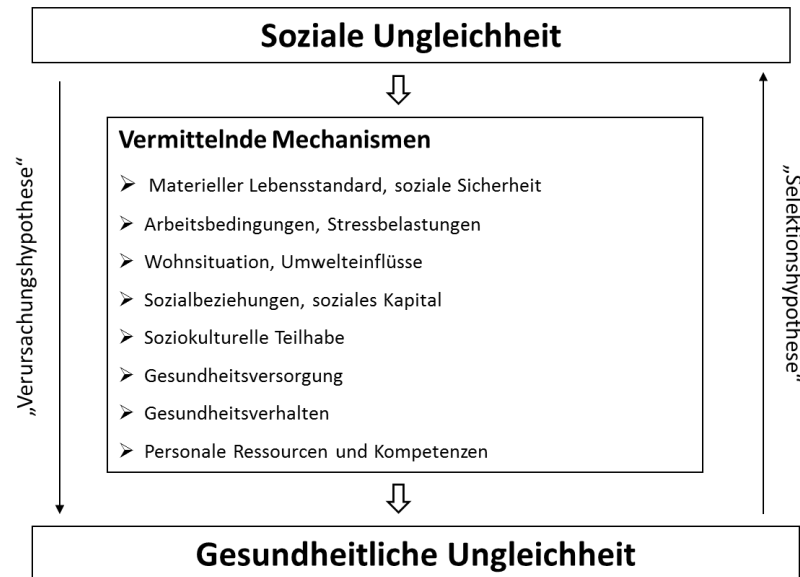 Soziale Ungleichheit
„Verursachungshypothese“
Vermittelnde Mechanismen
➢ Materieller Lebensstandard, soziale Sicherheit
➢ Arbeitsbedingungen, Stressbelastungen
➢ Wohnsituation, Umwelteinflüsse
➢ Sozialbeziehungen, soziales Kapital
➢ Soziokulturelle Teilhabe
➢ Gesundheitsversorgung
➢ Gesundheitsverhalten
➢ Personale Ressourcen und Kompetenzen
„Selektionshypothese“
Gesundheitliche Ungleichheit